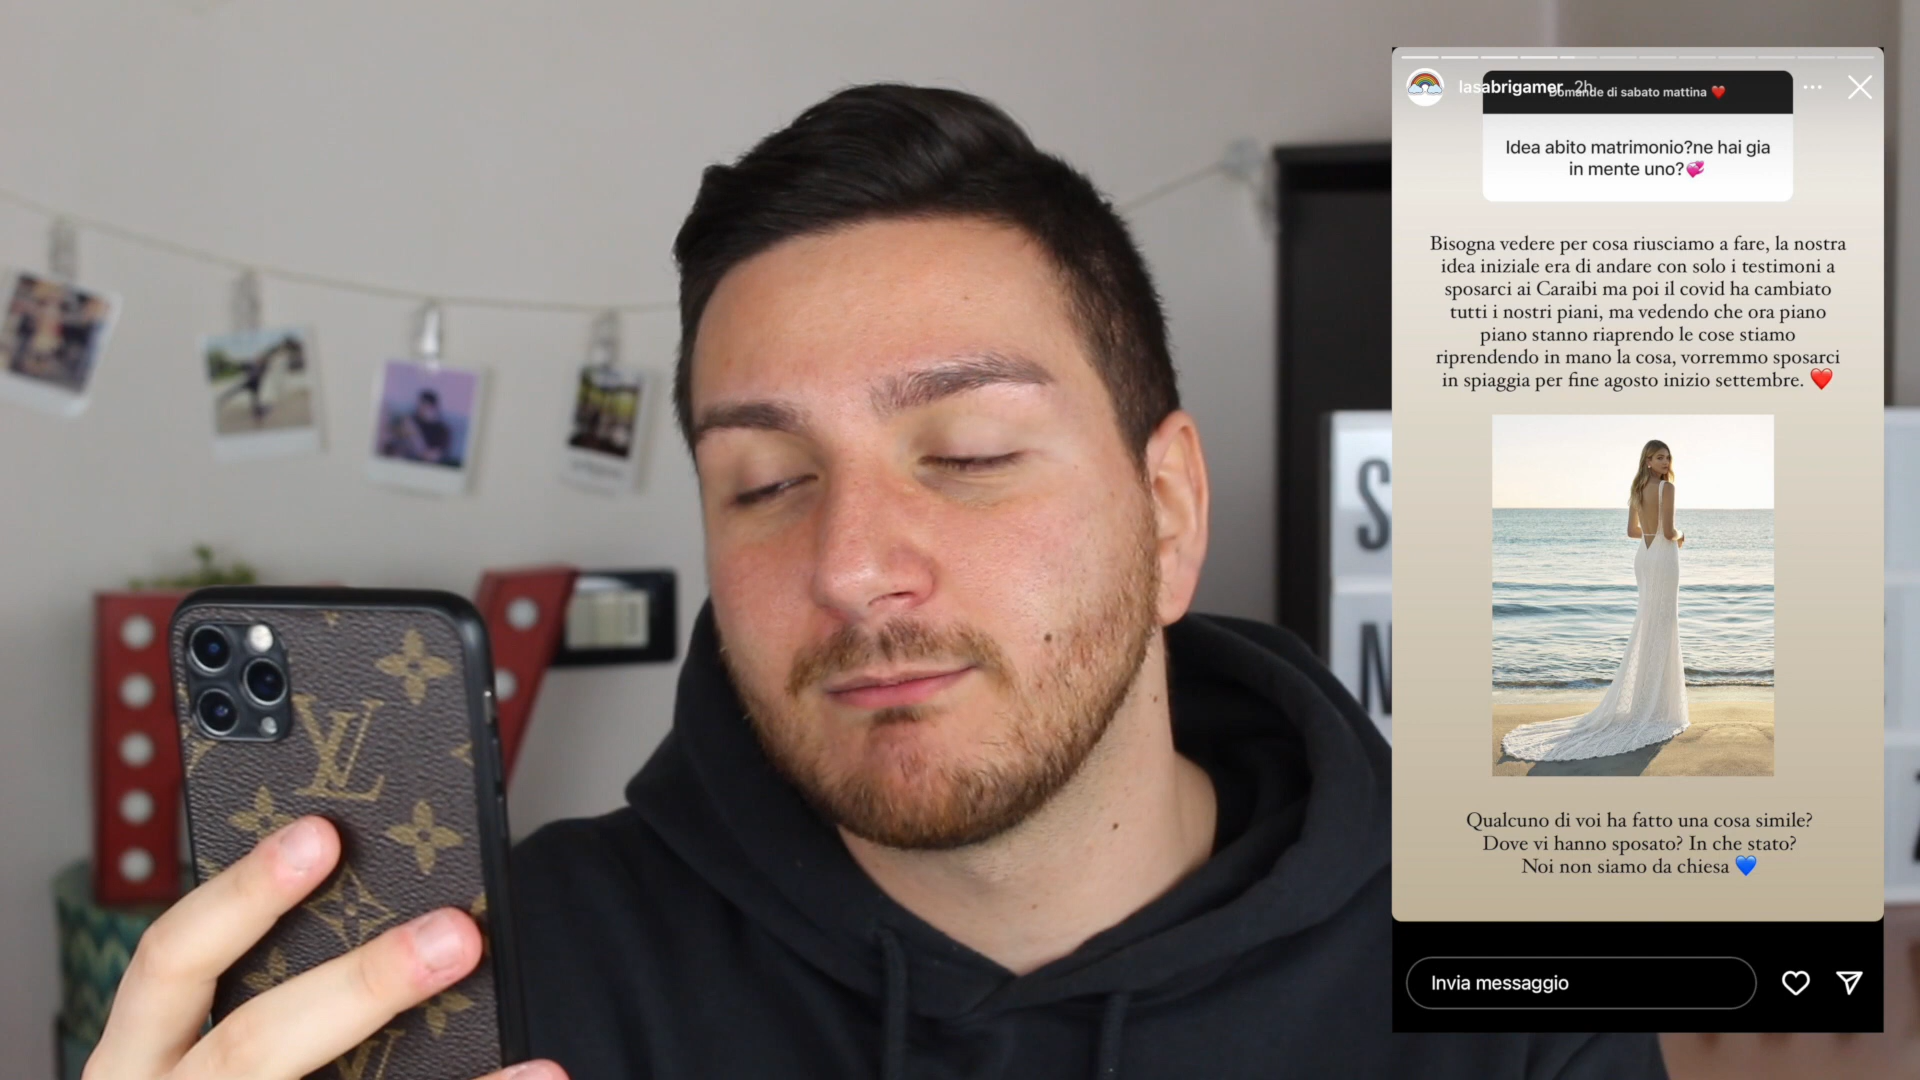 lasabrigamer 2h
Domande di sabato mattina ❤️
Idea abito matrimonio?ne hai gia
in mente uno?💞
Bisogna vedere per cosa riusciamo a fare, la nostra
idea iniziale era di andare con solo i testimoni a
sposarci ai Caraibi ma poi il covid ha cambiato
tutti i nostri piani, ma vedendo che ora piano
piano stanno riaprendo le cose stiamo
riprendendo in mano la cosa, vorremmo sposarci
in spiaggia per fine agosto inizio settembre. ❤️
Qualcuno di voi ha fatto una cosa simile?
Dove vi hanno sposato? In che stato?
Noi non siamo da chiesa 💙
Invia messaggio
LV
S
N